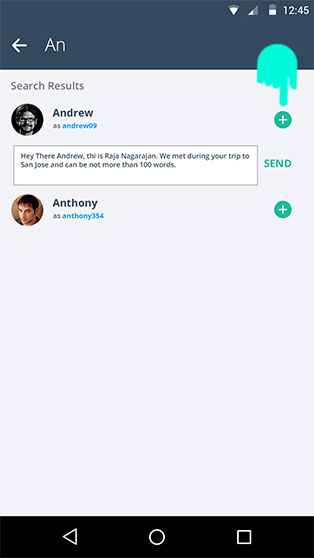 12:45
An
Search Results
Andrew
as andrew09
Hey There Andrew, thi is Raja Nagarajan. We met during your trip to
San Jose and can be not more than 100 words.
SEND
Anthony
as anthony354